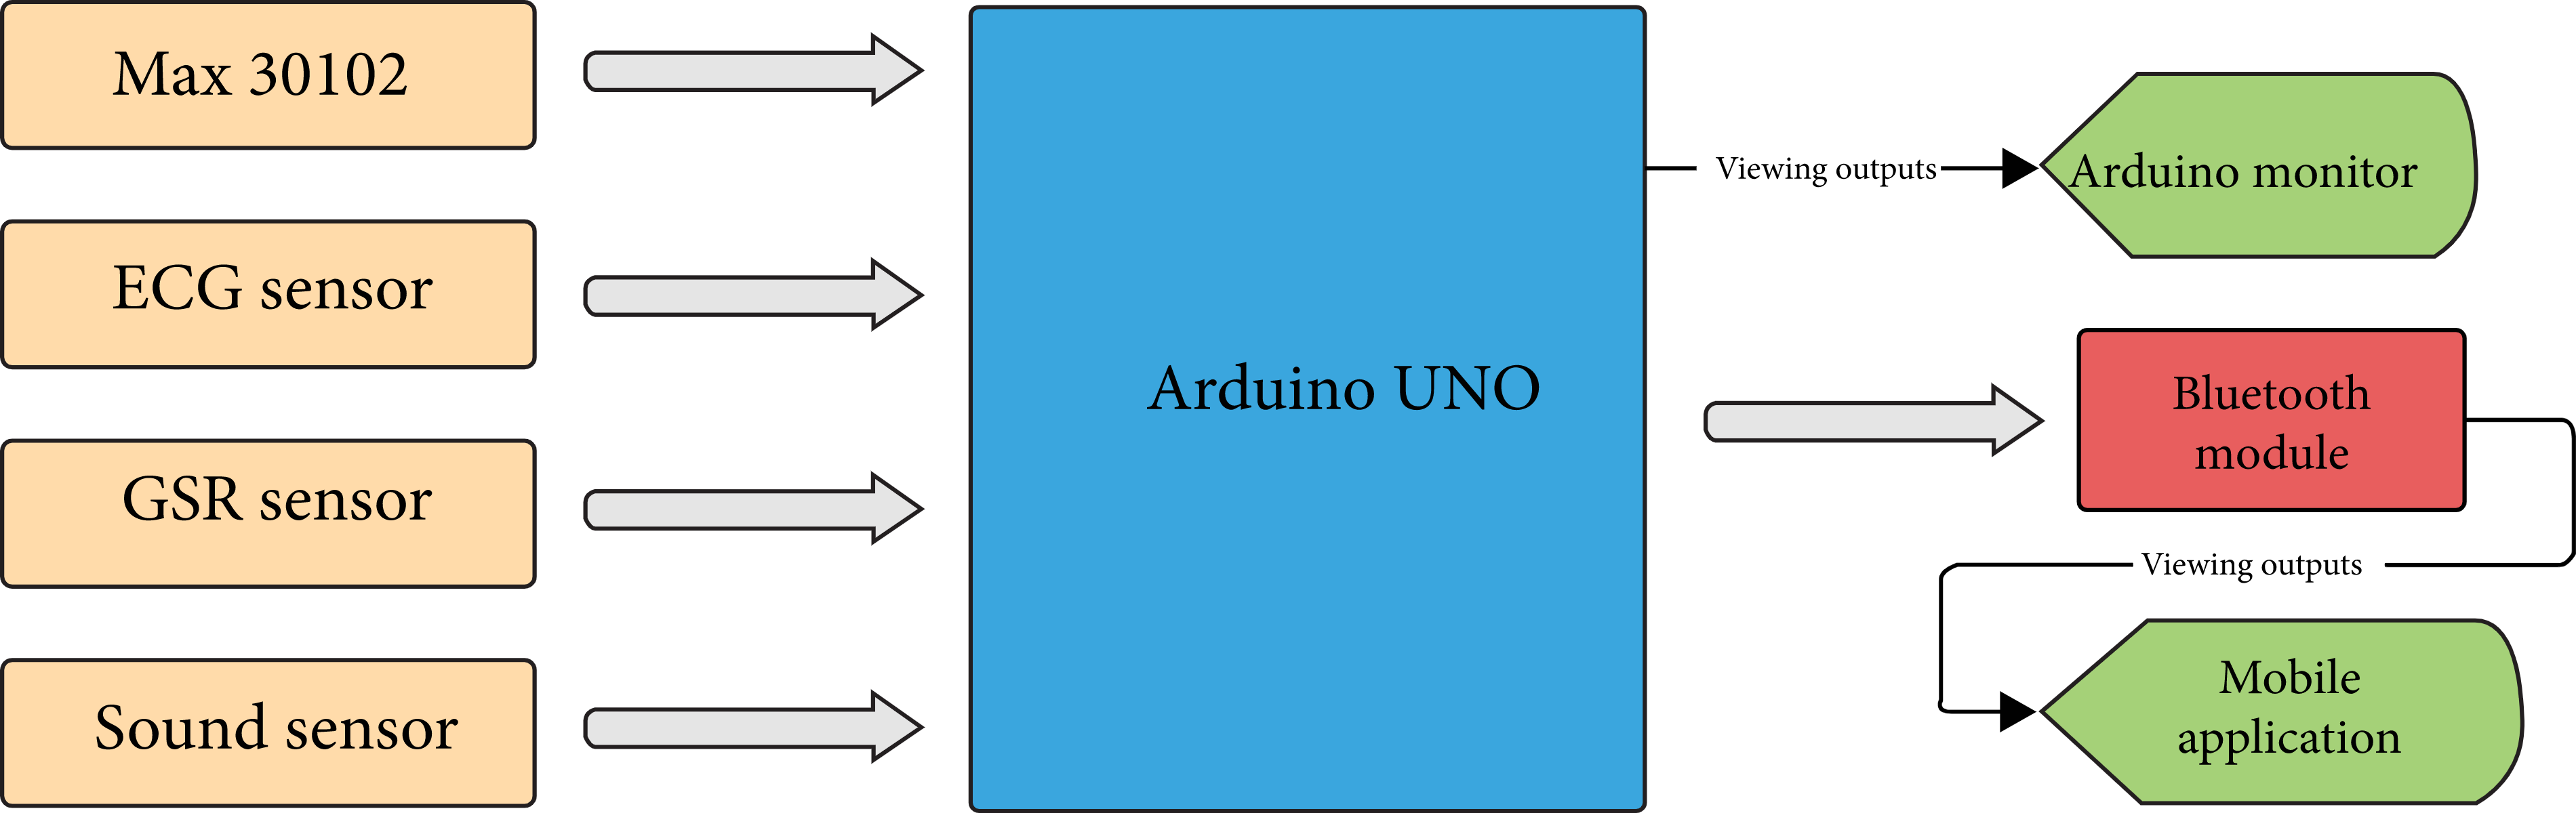 Max 30102
ECG sensor
GSR sensor
Sound sensor
Arduino UNO
Viewing outputs
Arduino monitor
Bluetooth
module
Viewing outputs
Mobile
application